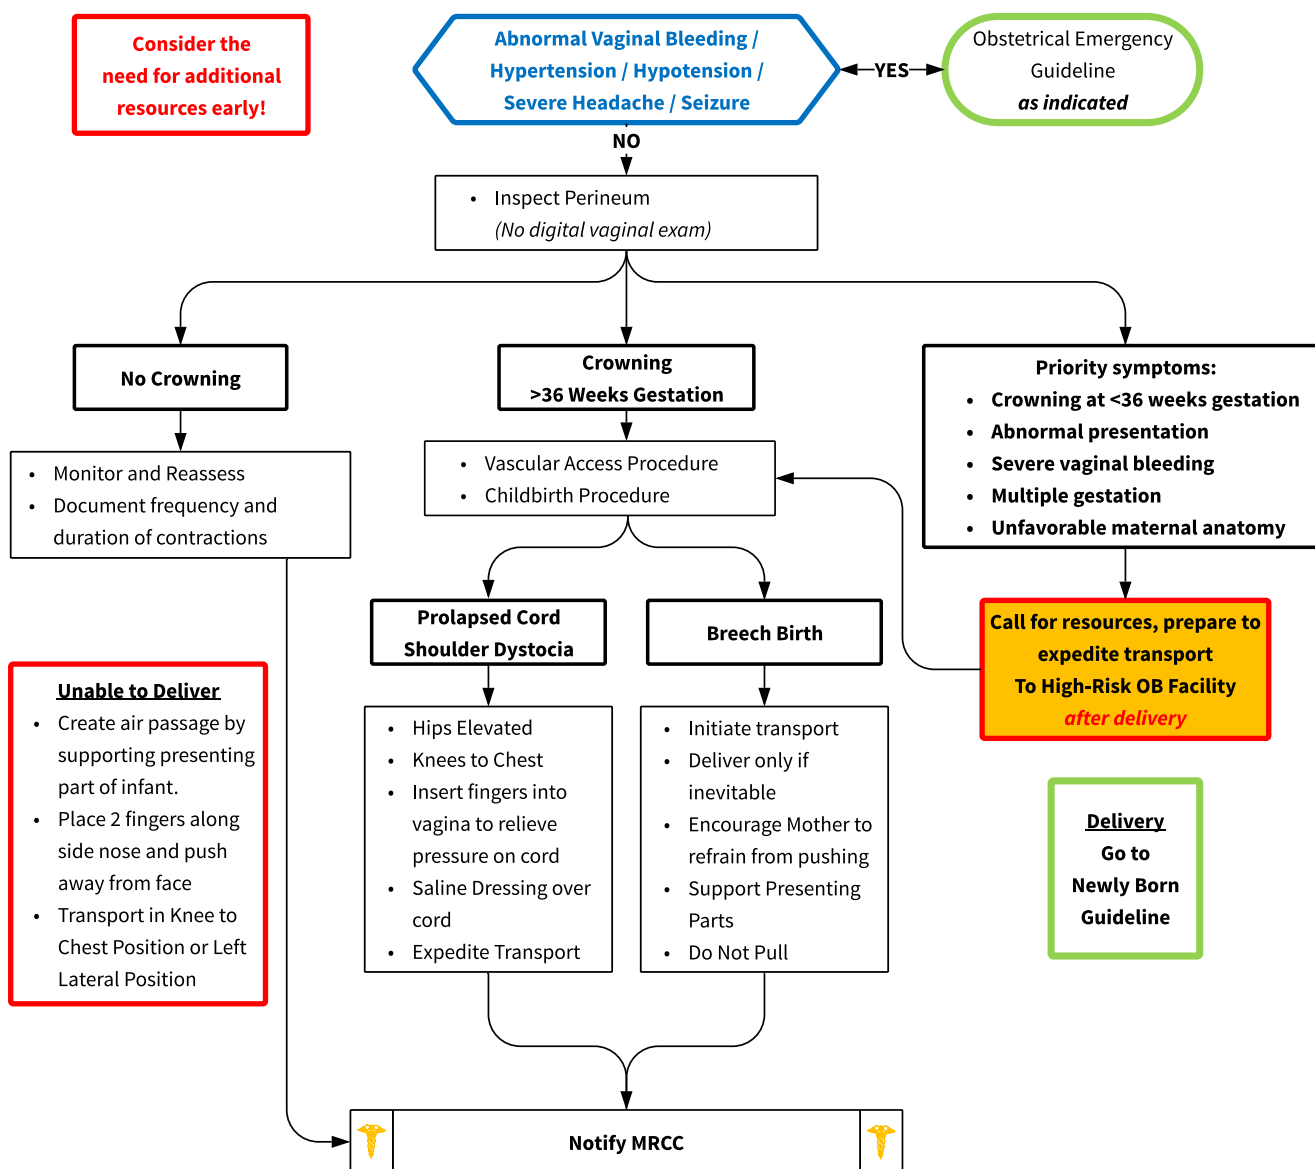 Consider the
need for additional
resources early!
Abnormal Vaginal Bleeding /
Hypertension / Hypotension /
Severe Headache / Seizure
YES
Obstetrical Emergency
Guideline
as indicated
NO
• Inspect Perineum
(No digital vaginal exam)
No Crowning
Crowning
>36 Weeks Gestation
Priority symptoms:
• Crowning at <36 weeks gestation
• Abnormal presentation
• Severe vaginal bleeding
• Multiple gestation
• Unfavorable maternal anatomy
• Monitor and Reassess
• Document frequency and
duration of contractions
• Vascular Access Procedure
• Childbirth Procedure
Prolapsed Cord
Shoulder Dystocia
Breech Birth
Call for resources, prepare to
expedite transport
To High-Risk OB Facility
after delivery
Unable to Deliver
• Create air passage by
supporting presenting
part of infant.
• Place 2 fingers along
side nose and push
away from face
• Transport in Knee to
Chest Position or Left
Lateral Position
• Hips Elevated
• Knees to Chest
• Insert fingers into
vagina to relieve
pressure on cord
• Saline Dressing over
cord
• Expedite Transport
• Initiate transport
• Deliver only if
inevitable
• Encourage Mother to
refrain from pushing
• Support Presenting
Parts
• Do Not Pull
Delivery
Go to
Newly Born
Guideline
Notify MRCC